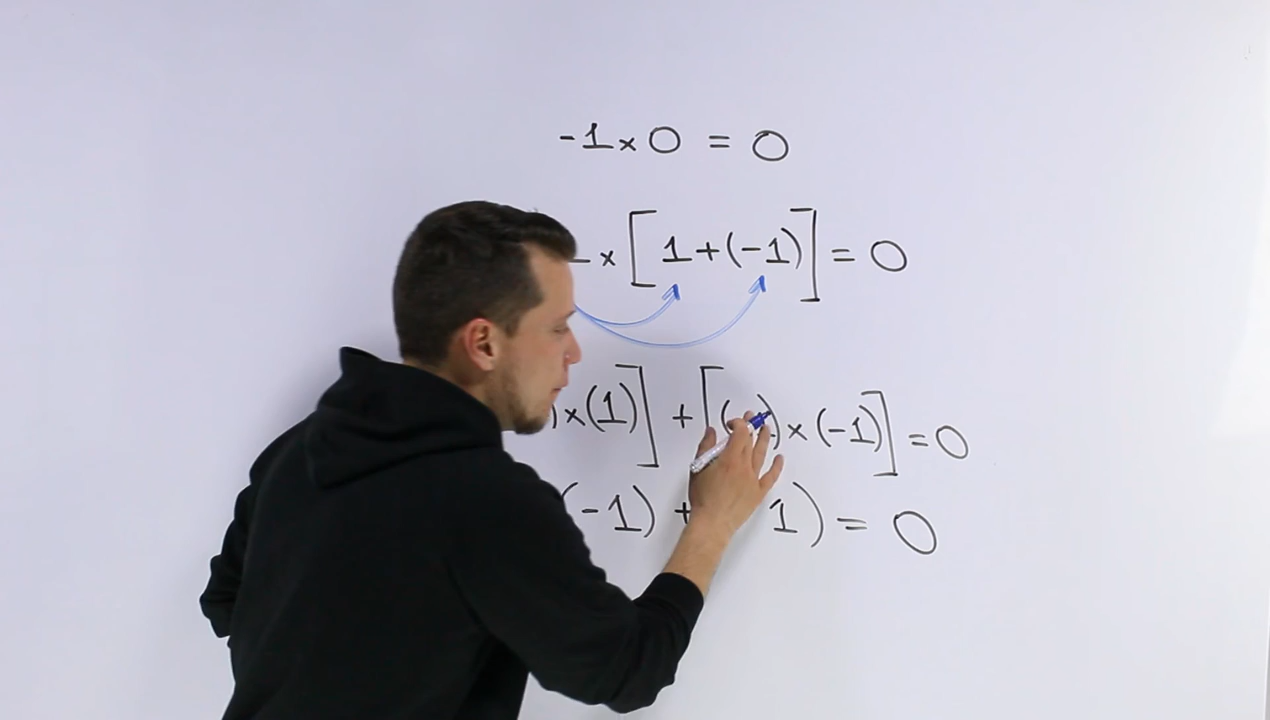 -1 × 0 = 0
× [ 1 + (-1) ] = 0
) × (1) ] + [ ( ) × (-1) ] = 0
(-1) + 1) = 0